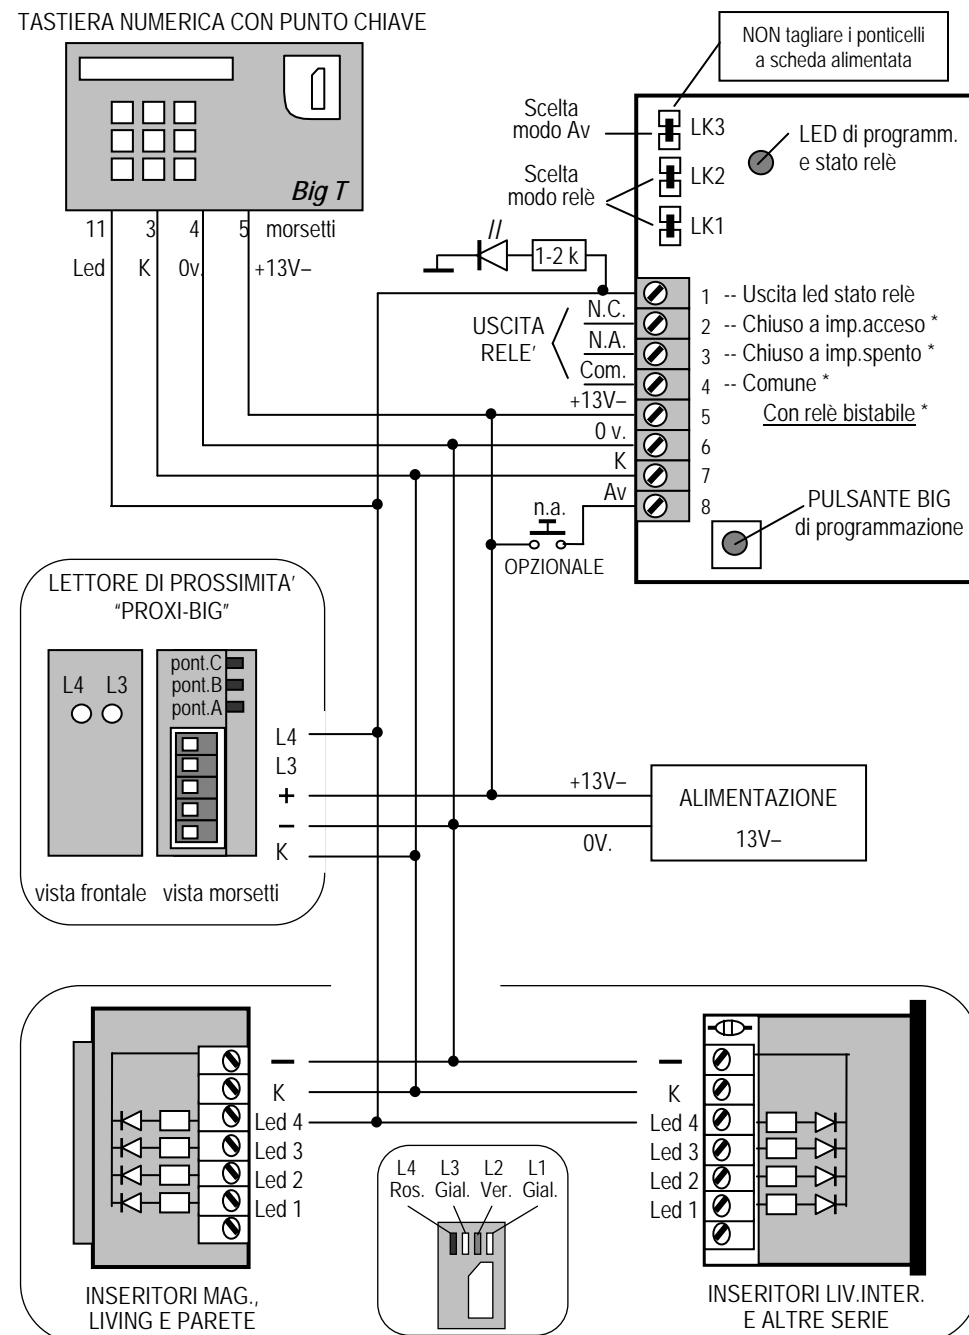 TASTIERA NUMERICA CON PUNTO CHIAVE
Big T
11 3 4 5 morsetti
Led K 0v. +13V–
NON tagliare i ponticelli
a scheda alimentata
Scelta
modo Av
LK3
LED di programm.
e stato relè
Scelta
modo relè
LK2
LK1
//
1-2 k
1 -- Uscita led stato relè
N.C.
2 -- Chiuso a imp.acceso *
USCITA
RELE’
N.A.
3 -- Chiuso a imp.spento *
Com.
4 -- Comune *
+13V–
5
Con relè bistabile *
0 v.
6
K
7
Av
8
n.a.
OPZIONALE
PULSANTE BIG
di programmazione
LETTORE DI PROSSIMITA’
“PROXI-BIG”
L4 L3
pont.C
pont.B
pont.A
L4
L3
+
–
K
vista frontale vista morsetti
+13V–
0V.
ALIMENTAZIONE
13V–
–
K
Led 4
Led 3
Led 2
Led 1
INSERITORI MAG.,
LIVING E PARETE
L4 L3 L2 L1
Ros. Gial. Ver. Gial.
–
K
Led 4
Led 3
Led 2
Led 1
INSERITORI LIV.INTER.
E ALTRE SERIE